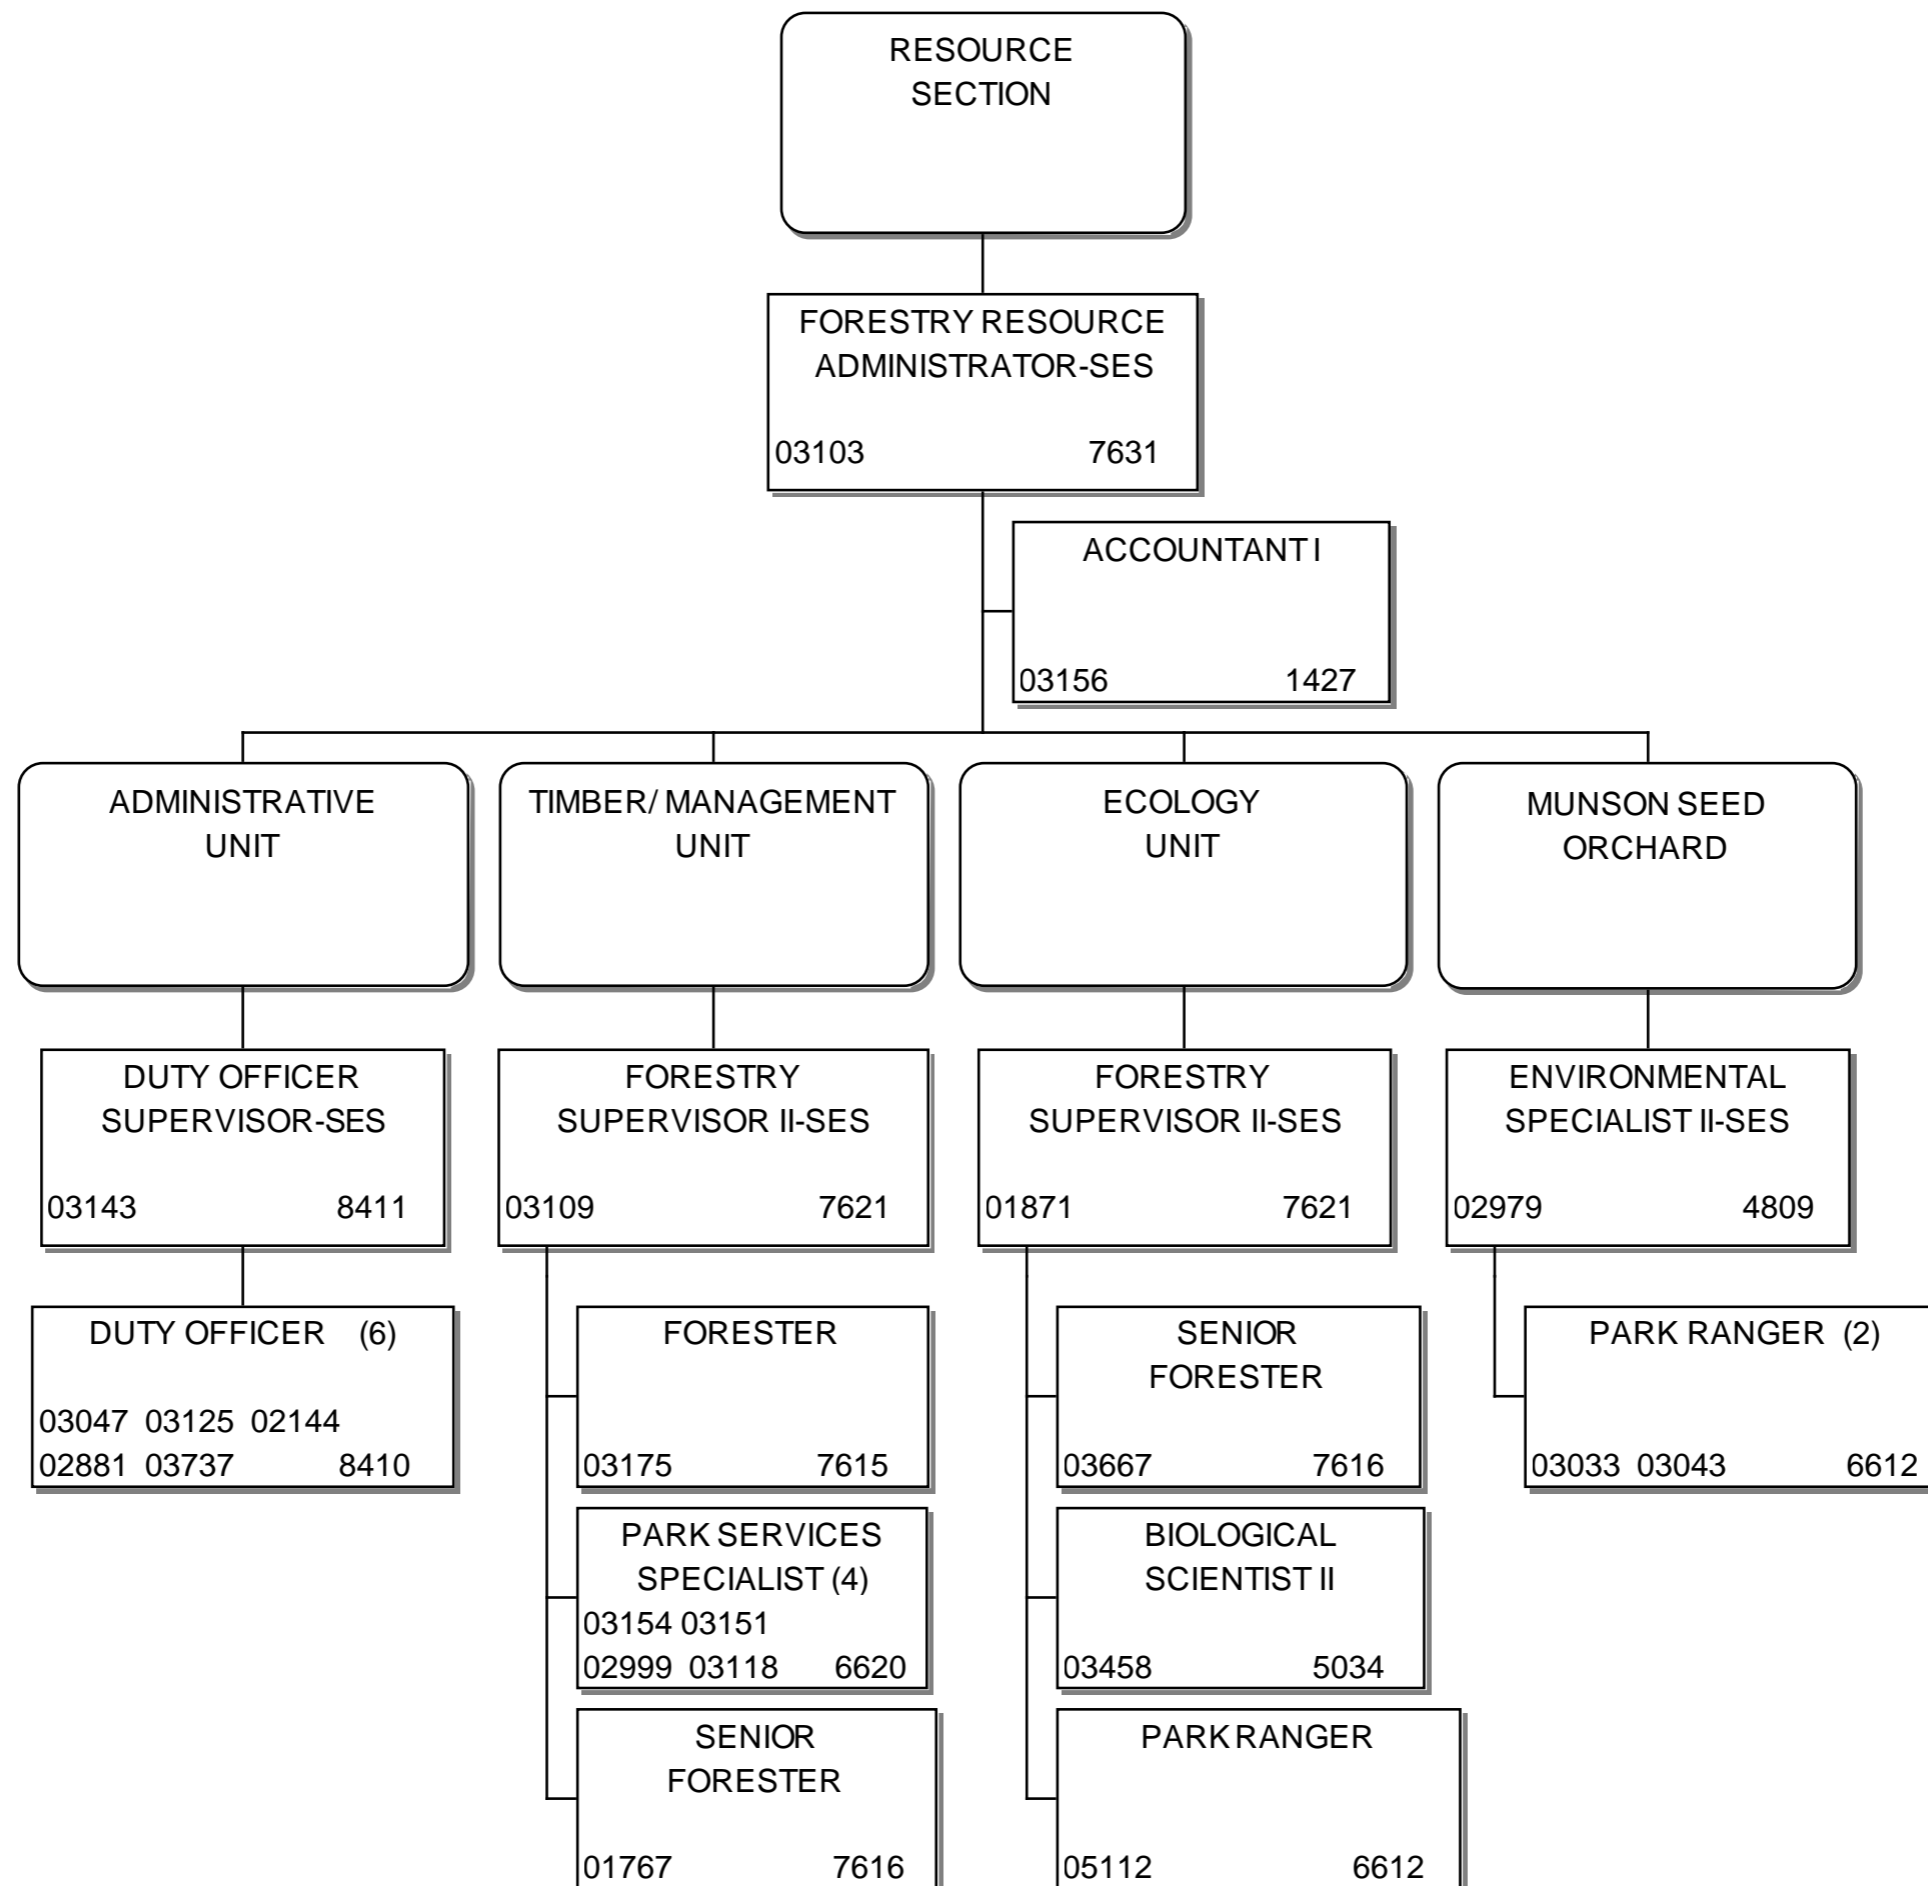 RESOURCE
SECTION
FORESTRY RESOURCE
ADMINISTRATOR-SES
03103 7631
ACCOUNTANT I
03156 1427
ADMINISTRATIVE
UNIT
TIMBER/ MANAGEMENT
UNIT
ECOLOGY
UNIT
MUNSON SEED
ORCHARD
DUTY OFFICER
SUPERVISOR-SES
03143 8411
FORESTRY
SUPERVISOR II-SES
03109 7621
FORESTRY
SUPERVISOR II-SES
01871 7621
ENVIRONMENTAL
SPECIALIST II-SES
02979 4809
DUTY OFFICER (6)
03047 03125 02144
02881 03737 8410
FORESTER
03175 7615
SENIOR
FORESTER
03667 7616
PARK RANGER (2)
03033 03043 6612
PARK SERVICES
SPECIALIST (4)
03154 03151
02999 03118 6620
BIOLOGICAL
SCIENTIST II
03458 5034
SENIOR
FORESTER
01767 7616
PARK RANGER
05112 6612